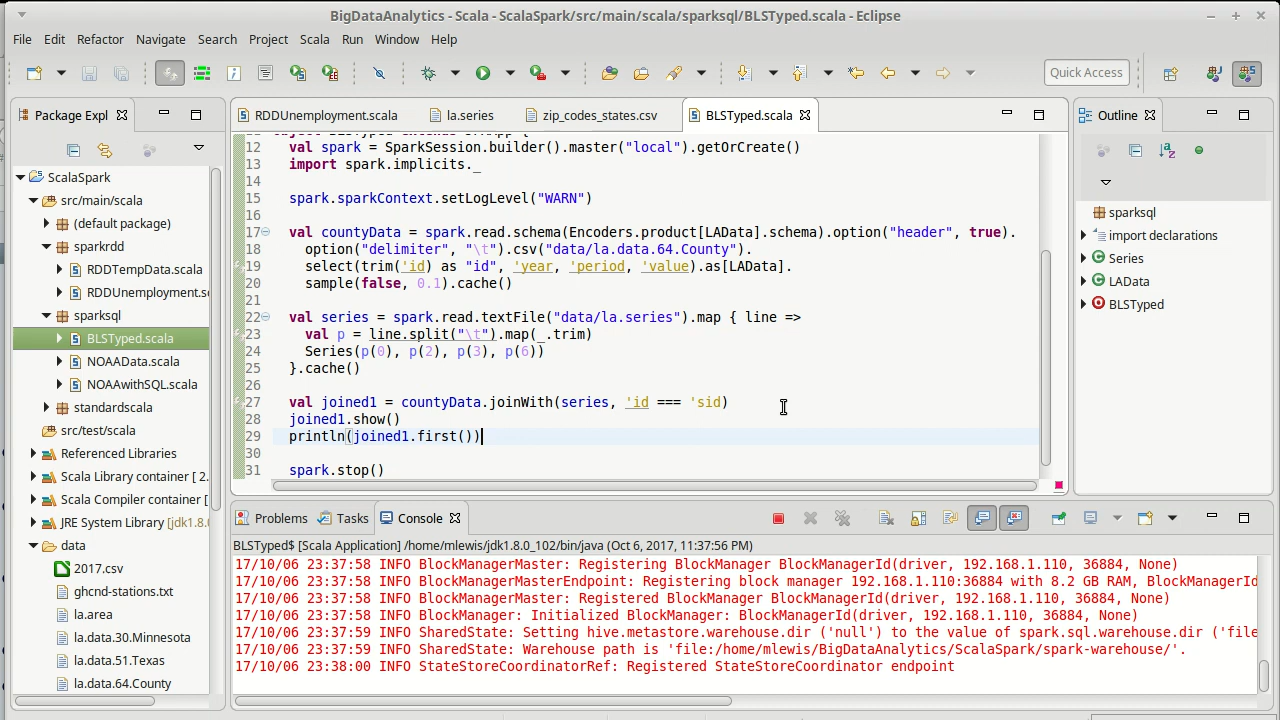 BigDataAnalytics - Scala - ScalaSpark/src/main/scala/sparksql/BLSTyped.scala - Eclipse
File Edit Refactor Navigate Search Project Scala Run Window Help
Quick Access
Package Expl
ScalaSpark
src/main/scala
(default package)
sparkrdd
RDDTempData.scala
RDDUnemployment.sc
sparksql
BLSTyped.scala
NOAAData.scala
NOAAwithSQL.scala
standardscala
src/test/scala
Referenced Libraries
Scala Library container [ 2.
Scala Compiler container [
JRE System Library [jdk1.8.0
data
2017.csv
ghcnd-stations.txt
la.area
la.data.30.Minnesota
la.data.51.Texas
la.data.64.County
RDDUnemployment.scala la.series zip_codes_states.csv BLSTyped.scala
12 val spark = SparkSession.builder().master("local").getOrCreate()
13 import spark.implicits._
14
15 spark.sparkContext.setLogLevel("WARN")
16
17 val countyData = spark.read.schema(Encoders.product[LAData].schema).option("header", true).
18 option("delimiter", "\t").csv("data/la.data.64.County").
19 select(trim('id) as "id", 'year, 'period, 'value).as[LAData].
20 sample(false, 0.1).cache()
21
22 val series = spark.read.textFile("data/la.series").map { line =>
23 val p = line.split("\t").map(_.trim)
24 Series(p(0), p(2), p(3), p(6))
25 }.cache()
26
27 val joined1 = countyData.joinWith(series, 'id === 'sid)
28 joined1.show()
29 println(joined1.first())
30
31 spark.stop()
Outline
sparksql
import declarations
Series
LAData
BLSTyped
Problems Tasks Console
BLSTyped$ [Scala Application] /home/mlewis/jdk1.8.0_102/bin/java (Oct 6, 2017, 11:37:56 PM)
17/10/06 23:37:58 INFO BlockManagerMaster: Registering BlockManager BlockManagerId(driver, 192.168.1.110, 36884, None)
17/10/06 23:37:58 INFO BlockManagerMasterEndpoint: Registering block manager 192.168.1.110:36884 with 8.2 GB RAM, BlockManagerId
17/10/06 23:37:58 INFO BlockManagerMaster: Registered BlockManager BlockManagerId(driver, 192.168.1.110, 36884, None)
17/10/06 23:37:58 INFO BlockManager: Initialized BlockManager: BlockManagerId(driver, 192.168.1.110, 36884, None)
17/10/06 23:37:59 INFO SharedState: Setting hive.metastore.warehouse.dir ('null') to the value of spark.sql.warehouse.dir ('file
17/10/06 23:37:59 INFO SharedState: Warehouse path is 'file:/home/mlewis/BigDataAnalytics/ScalaSpark/spark-warehouse/'.
17/10/06 23:38:00 INFO StateStoreCoordinatorRef: Registered StateStoreCoordinator endpoint